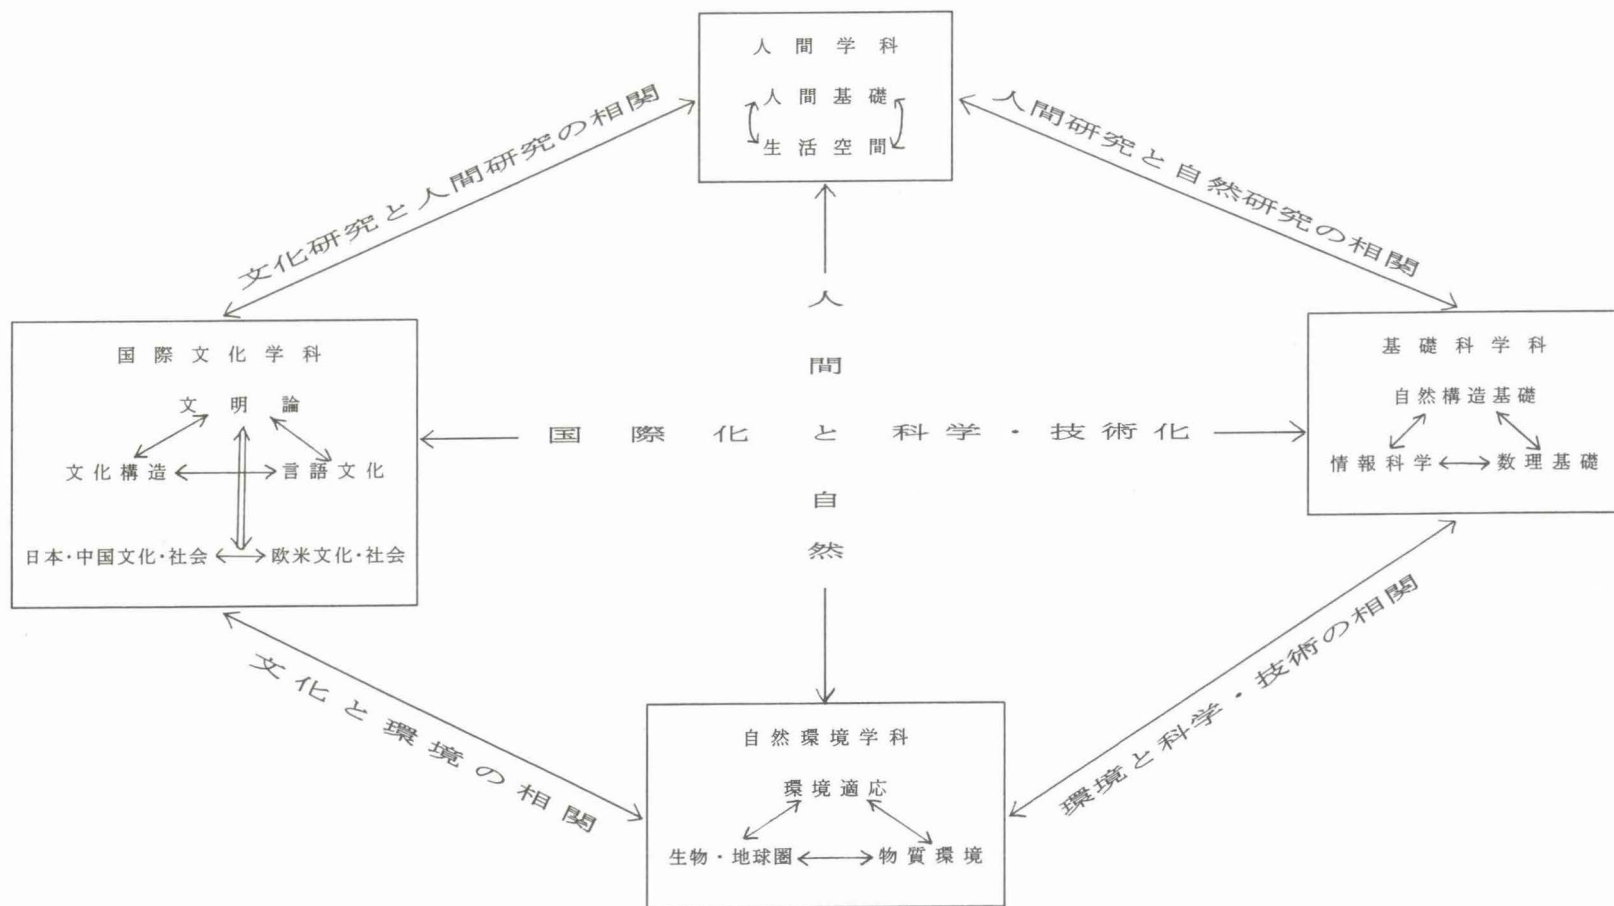 人間学科
人間基礎
生活空間
文化研究と人間研究の相関
人間研究と自然研究の相関
国際文化学科
文明論
文化構造
言語文化
日本・中国文化・社会
欧米文化・社会
人間と自然
国際化と科学・技術化
基礎科学科
自然構造基礎
情報科学
数理基礎
文化と環境の相関
環境と科学・技術の相関
自然環境学科
環境適応
生物・地球圏
物質環境